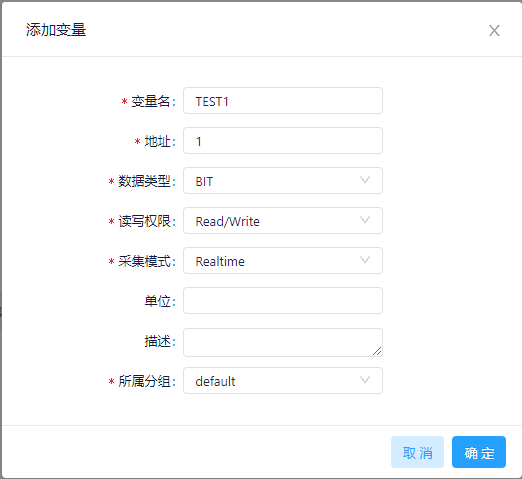 添加变量
* 变量名: TEST1
* 地址: 1
* 数据类型: BIT
* 读写权限: Read/Write
* 采集模式: Realtime
单位:
描述:
* 所属分组: default
取 消 确 定